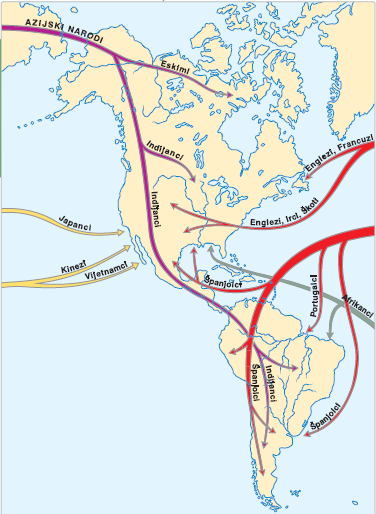 AZIJSKI NARODI
Eskimi
Indijanci
Englezi, Francuzi
Indijanci
Englezi, Irci, Škoti
Japanci
Kinezi
Vijetnamci
Španjolci
Portugalci
Afrikanci
Španjolci
Indijanci
Španjolci